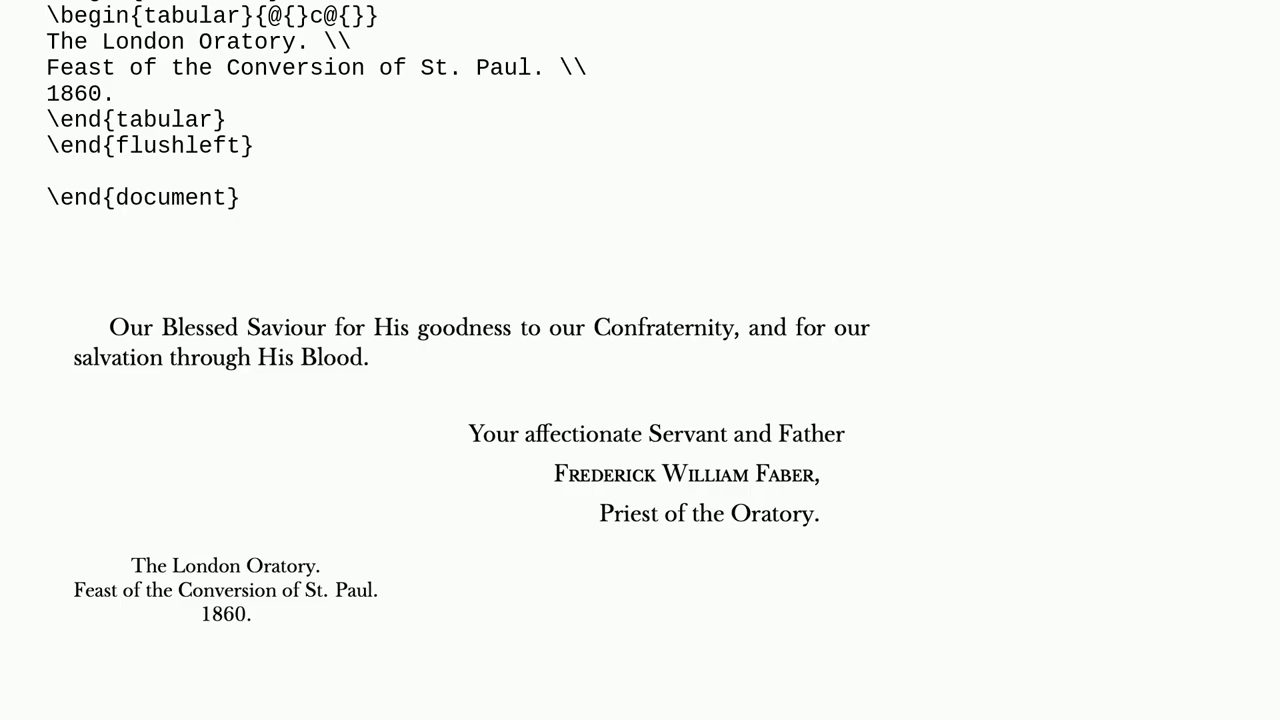 \begin{tabular}{@{}c@{}}
The London Oratory. \\
Feast of the Conversion of St. Paul. \\
1860.
\end{tabular}
\end{flushleft}
\end{document}
Our Blessed Saviour for His goodness to our Confraternity, and for our
salvation through His Blood.
Your affectionate Servant and Father
Frederick William Faber,
Priest of the Oratory.
The London Oratory.
Feast of the Conversion of St. Paul.
1860.